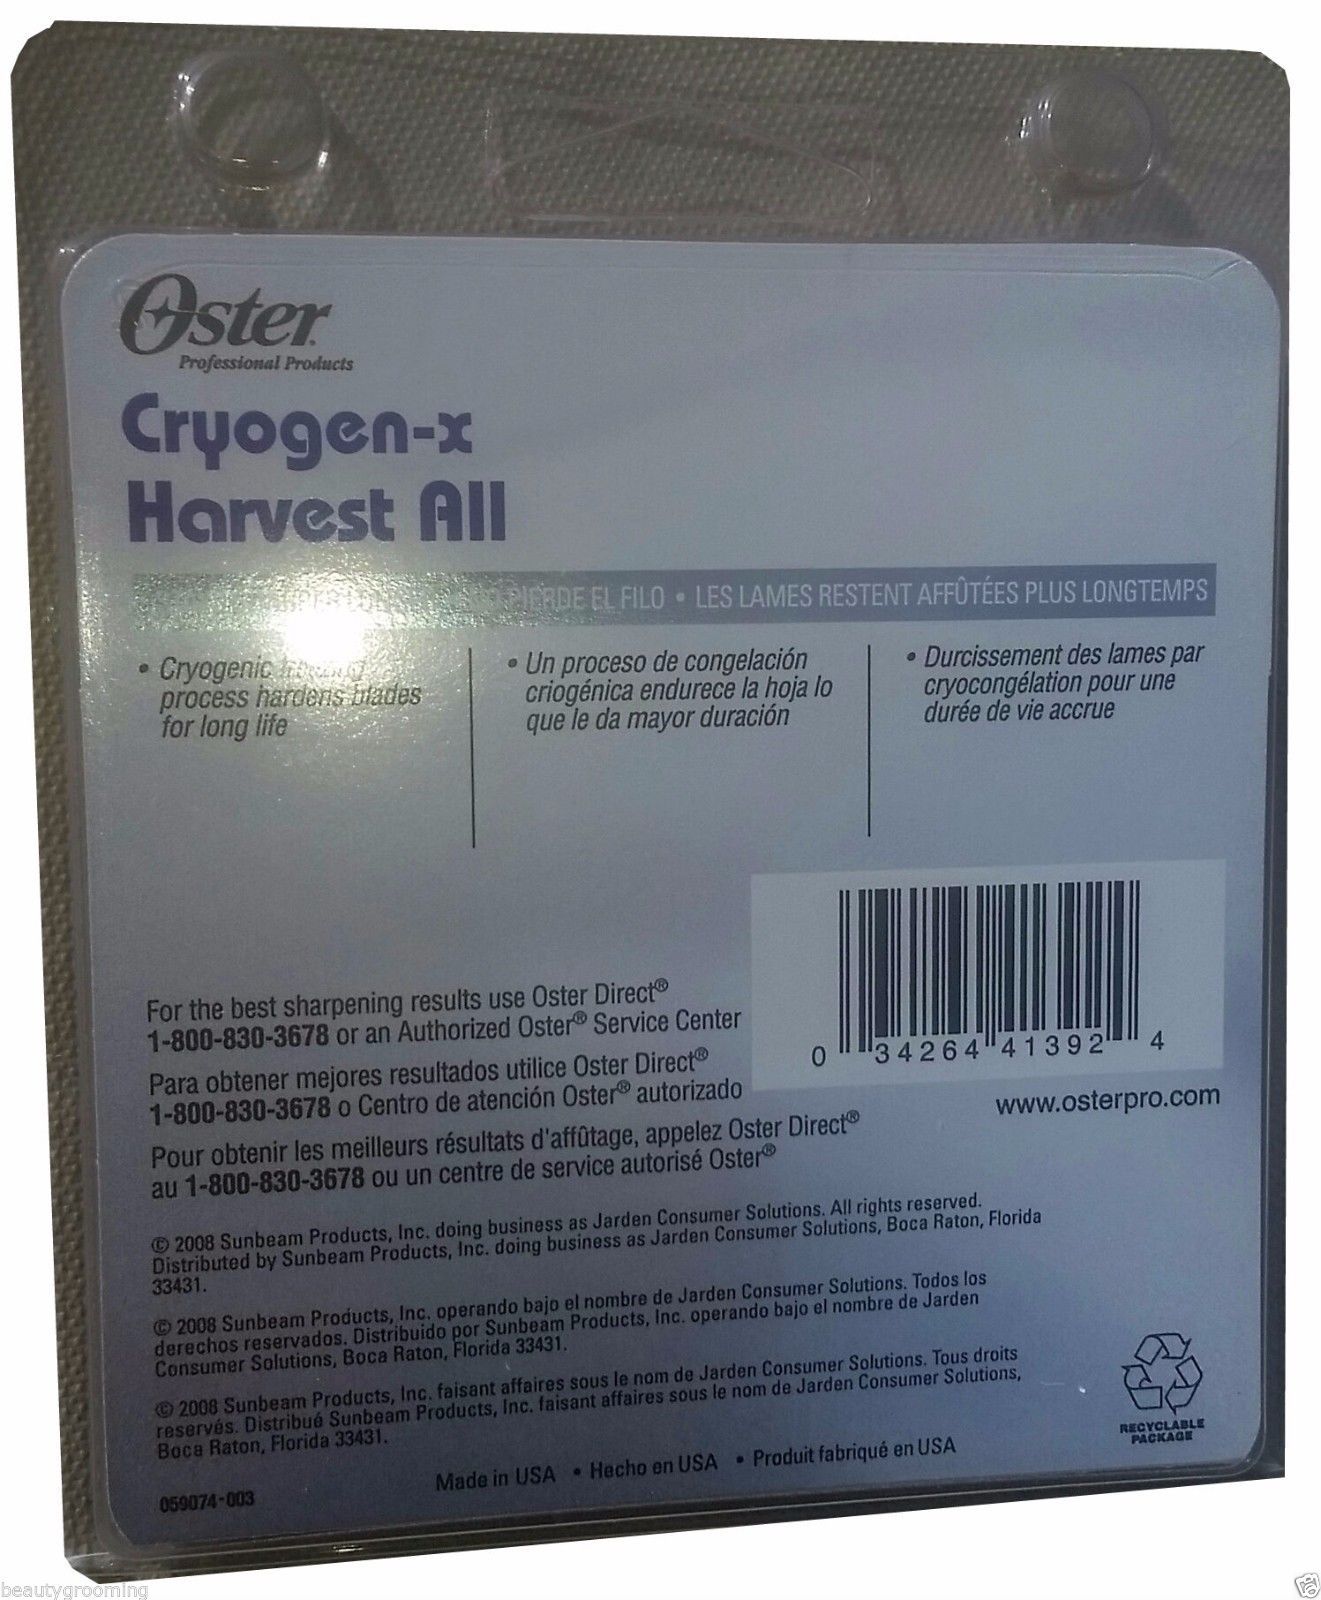 Oster
Professional Products
Cryogen-x
Harvest All
PIERDE EL FILO • LES LAMES RESTENT AFFÛTÉES PLUS LONGTEMPS
• Cryogenic
process hardens blades
for long life
• Un proceso de congelación
criogénica endurece la hoja lo
que le da mayor duración
• Durcissement des lames par
cryocongélation pour une
durée de vie accrue
0 34264 41392 4
www.osterpro.com
For the best sharpening results use Oster Direct®
1-800-830-3678 or an Authorized Oster® Service Center
Para obtener mejores resultados utilice Oster Direct®
1-800-830-3678 o Centro de atención Oster® autorizado
Pour obtenir les meilleurs résultats d'affûtage, appelez Oster Direct®
au 1-800-830-3678 ou un centre de service autorisé Oster®
© 2008 Sunbeam Products, Inc. doing business as Jarden Consumer Solutions. All rights reserved.
Distributed by Sunbeam Products, Inc. doing business as Jarden Consumer Solutions, Boca Raton, Florida
33431.
© 2008 Sunbeam Products, Inc. operando bajo el nombre de Jarden Consumer Solutions. Todos los
derechos reservados. Distribuido por Sunbeam Products, Inc. operando bajo el nombre de Jarden
Consumer Solutions, Boca Raton, Florida 33431.
© 2008 Sunbeam Products, Inc. faisant affaires sous le nom de Jarden Consumer Solutions. Tous droits
reservés. Distribué Sunbeam Products, Inc. faisant affaires sous le nom de Jarden Consumer Solutions,
Boca Raton, Florida 33431.
RECYCLABLE
PACKAGE
Made in USA • Hecho en USA • Produit fabriqué en USA
059074-003
beautygrooming